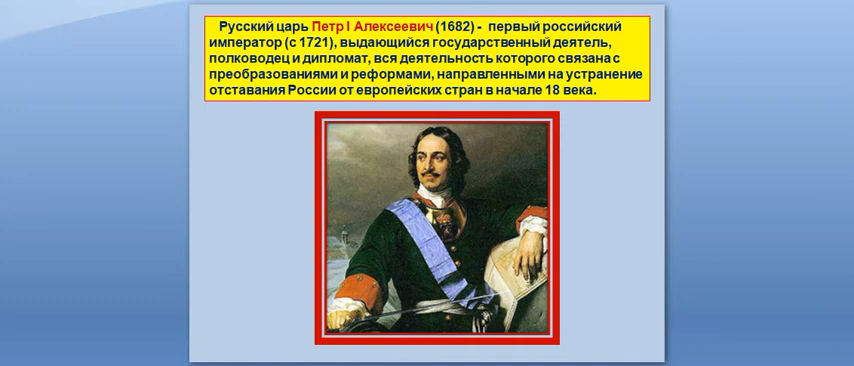 Русский царь Петр I Алексеевич (1682) - первый российский
император (с 1721), выдающийся государственный деятель,
полководец и дипломат, вся деятельность которого связана с
преобразованиями и реформами, направленными на устранение
отставания России от европейских стран в начале 18 века.